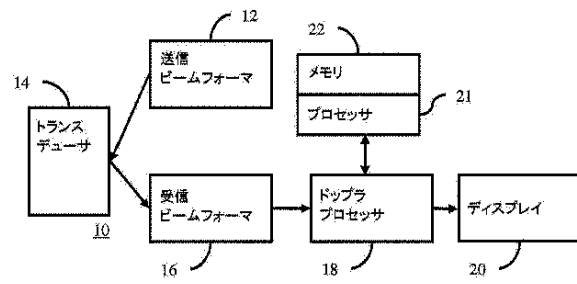 12
送信
ビームフォーマ
22
メモリ
プロセッサ
21
14
トランス
デューサ
10
受信
ビームフォーマ
16
ドップラ
プロセッサ
18
ディスプレイ
20